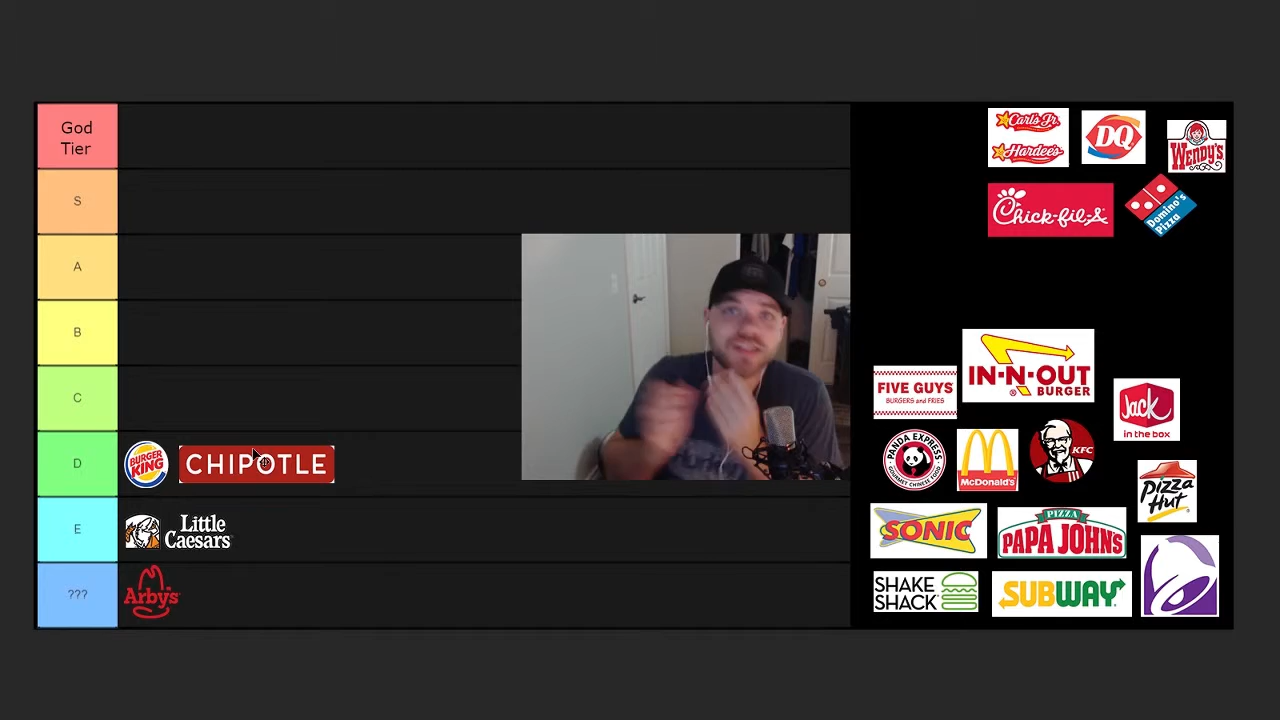 God
Tier
S
A
B
C
D
E
???
BURGER
KING
CHIPOTLE
Little
Caesars
Arby's
Carl's Jr.
Hardee's
DQ
WENDY'S
Chick-fil-A
Domino's
Pizza
FIVE GUYS
BURGERS and FRIES
IN-N-OUT
® BURGER
Jack
in the box
PANDA EXPRESS
GOURMET CHINESE FOOD
McDonald's
KFC
Pizza
Hut
SONIC
PIZZA
PAPA JOHN'S
SHAKE
SHACK
SUBWAY